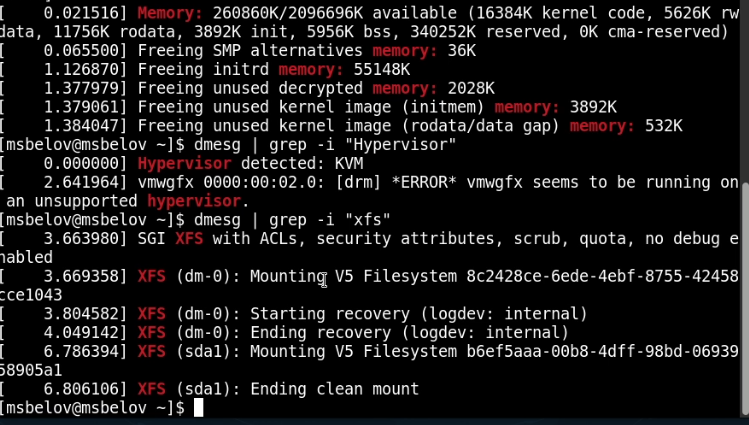 [    0.021516] Memory: 260860K/2096696K available (16384K kernel code, 5626K rw
data, 11756K rodata, 3892K init, 5956K bss, 340252K reserved, 0K cma-reserved)
[    0.065500] Freeing SMP alternatives memory: 36K
[    1.126870] Freeing initrd memory: 55148K
[    1.377979] Freeing unused decrypted memory: 2028K
[    1.379061] Freeing unused kernel image (initmem) memory: 3892K
[    1.384047] Freeing unused kernel image (rodata/data gap) memory: 532K
[msbelov@msbelov ~]$ dmesg | grep -i "Hypervisor"
[    0.000000] Hypervisor detected: KVM
[    2.641964] vmwgfx 0000:00:02.0: [drm] *ERROR* vmwgfx seems to be running on
 an unsupported hypervisor.
[msbelov@msbelov ~]$ dmesg | grep -i "xfs"
[    3.663980] SGI XFS with ACLs, security attributes, scrub, quota, no debug e
nabled
[    3.669358] XFS (dm-0): Mounting V5 Filesystem 8c2428ce-6ede-4ebf-8755-42458
cce1043
[    3.804582] XFS (dm-0): Starting recovery (logdev: internal)
[    4.049142] XFS (dm-0): Ending recovery (logdev: internal)
[    6.786394] XFS (sda1): Mounting V5 Filesystem b6ef5aaa-00b8-4dff-98bd-06939
58905a1
[    6.806106] XFS (sda1): Ending clean mount
[msbelov@msbelov ~]$